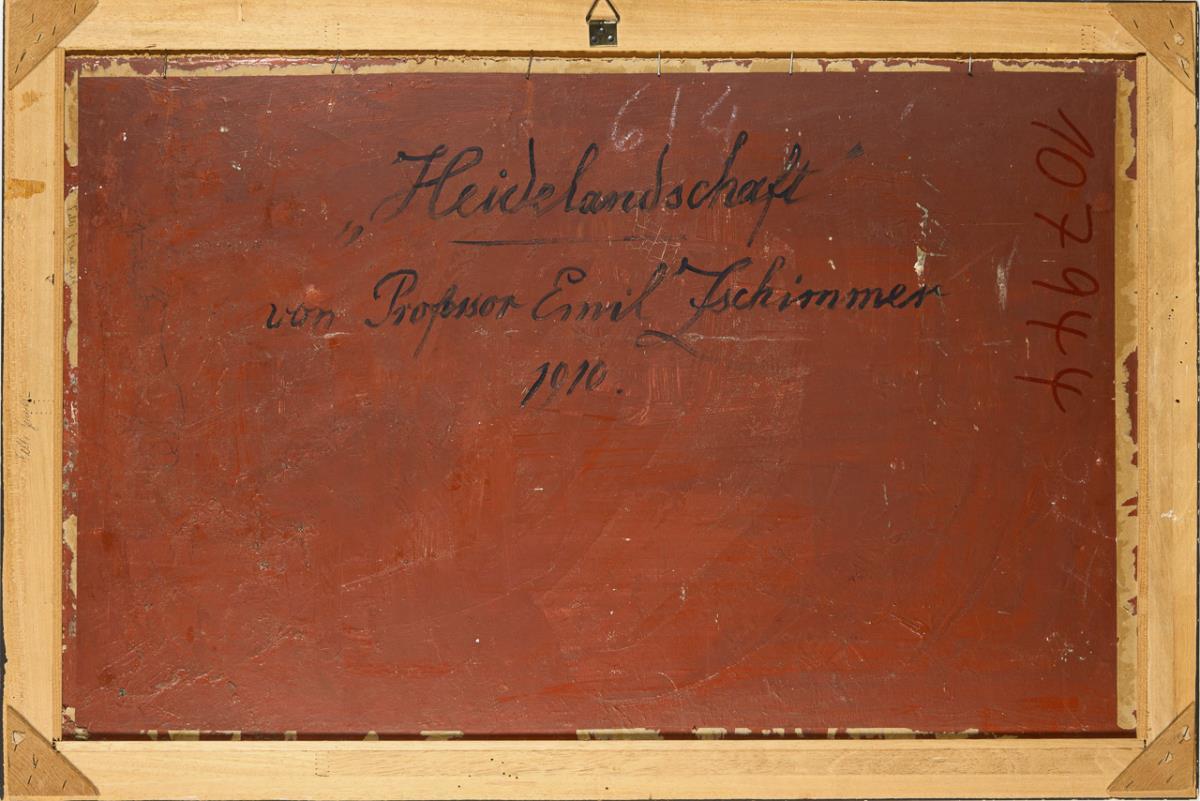 614
„Heidelandschaft“
von Professor Emil Zschimmer
1910.
107944